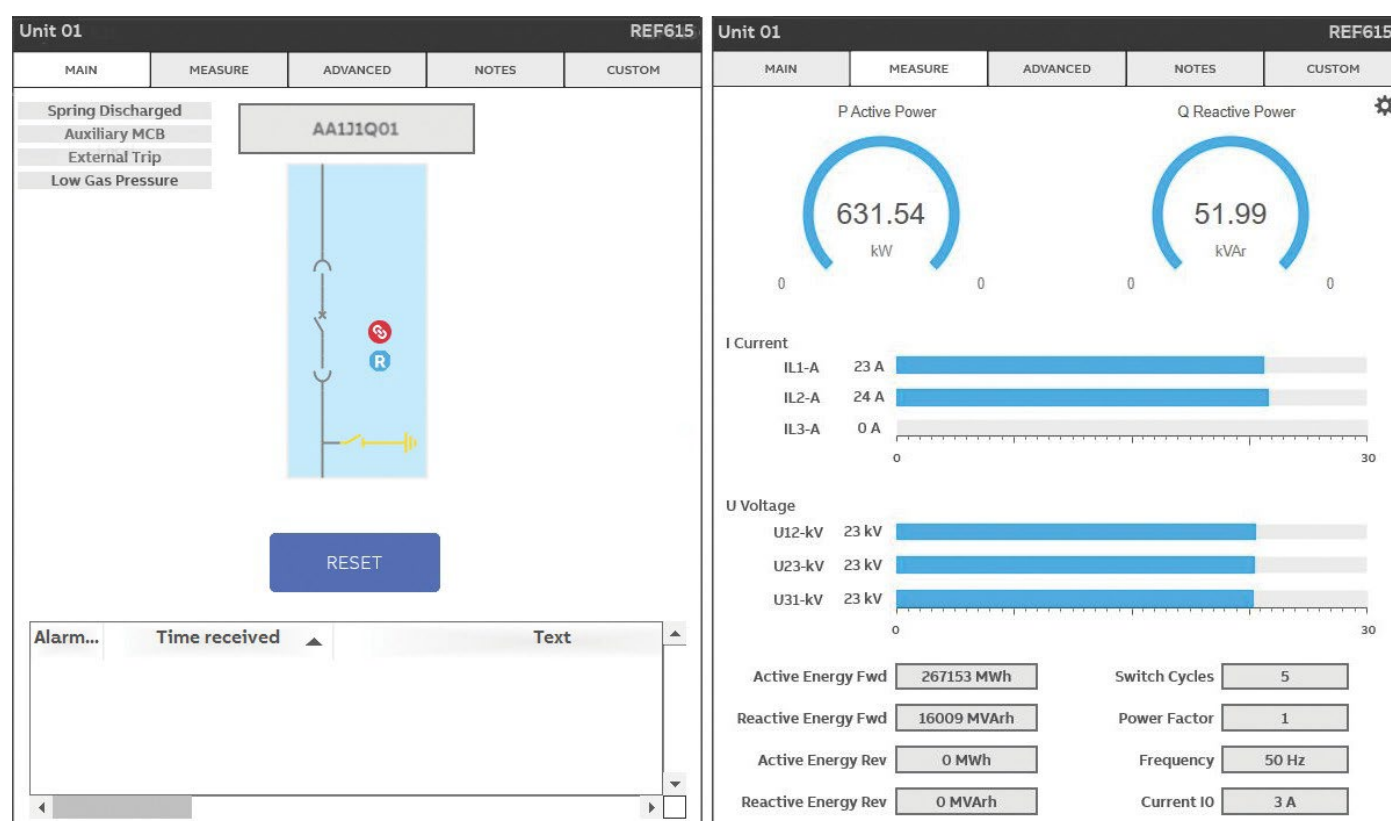 Unit 01 REF615
MAIN MEASURE ADVANCED NOTES CUSTOM
Spring Discharged
Auxiliary MCB
External Trip
Low Gas Pressure
AA1J1Q01
R
RESET
Alarm... Time received Text
Unit 01 REF615
MAIN MEASURE ADVANCED NOTES CUSTOM
P Active Power Q Reactive Power
631.54 51.99
kW kVAr
0 0 0 0
I Current
IL1-A 23 A
IL2-A 24 A
IL3-A 0 A
0 30
U Voltage
U12-kV 23 kV
U23-kV 23 kV
U31-kV 23 kV
0 30
Active Energy Fwd 267153 MWh Switch Cycles 5
Reactive Energy Fwd 16009 MVArh Power Factor 1
Active Energy Rev 0 MWh Frequency 50 Hz
Reactive Energy Rev 0 MVArh Current I0 3 A